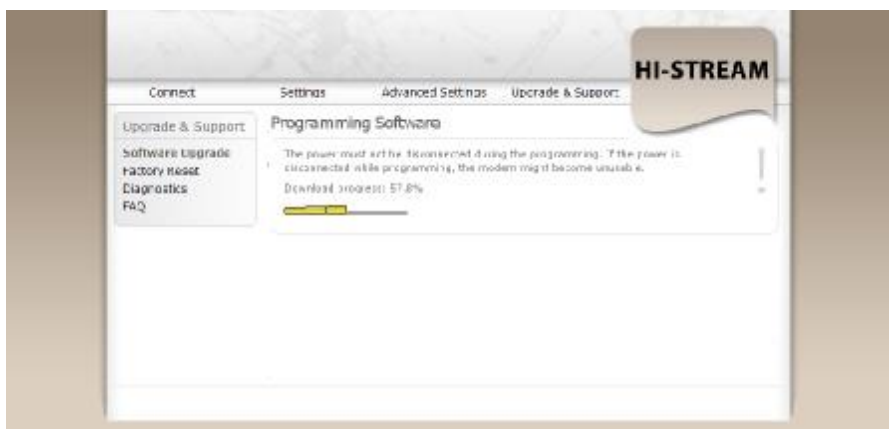 HI-STREAM
Connect Settings Advanced Settings Upgrade & Support
Upgrade & Support
Software Upgrade
Factory Reset
Diagnostics
FAQ
Programming Software
The power must not be disconnected during the programming. If the power is
disconnected while programming, the modem might become unusable.
Download progress: 57.8%